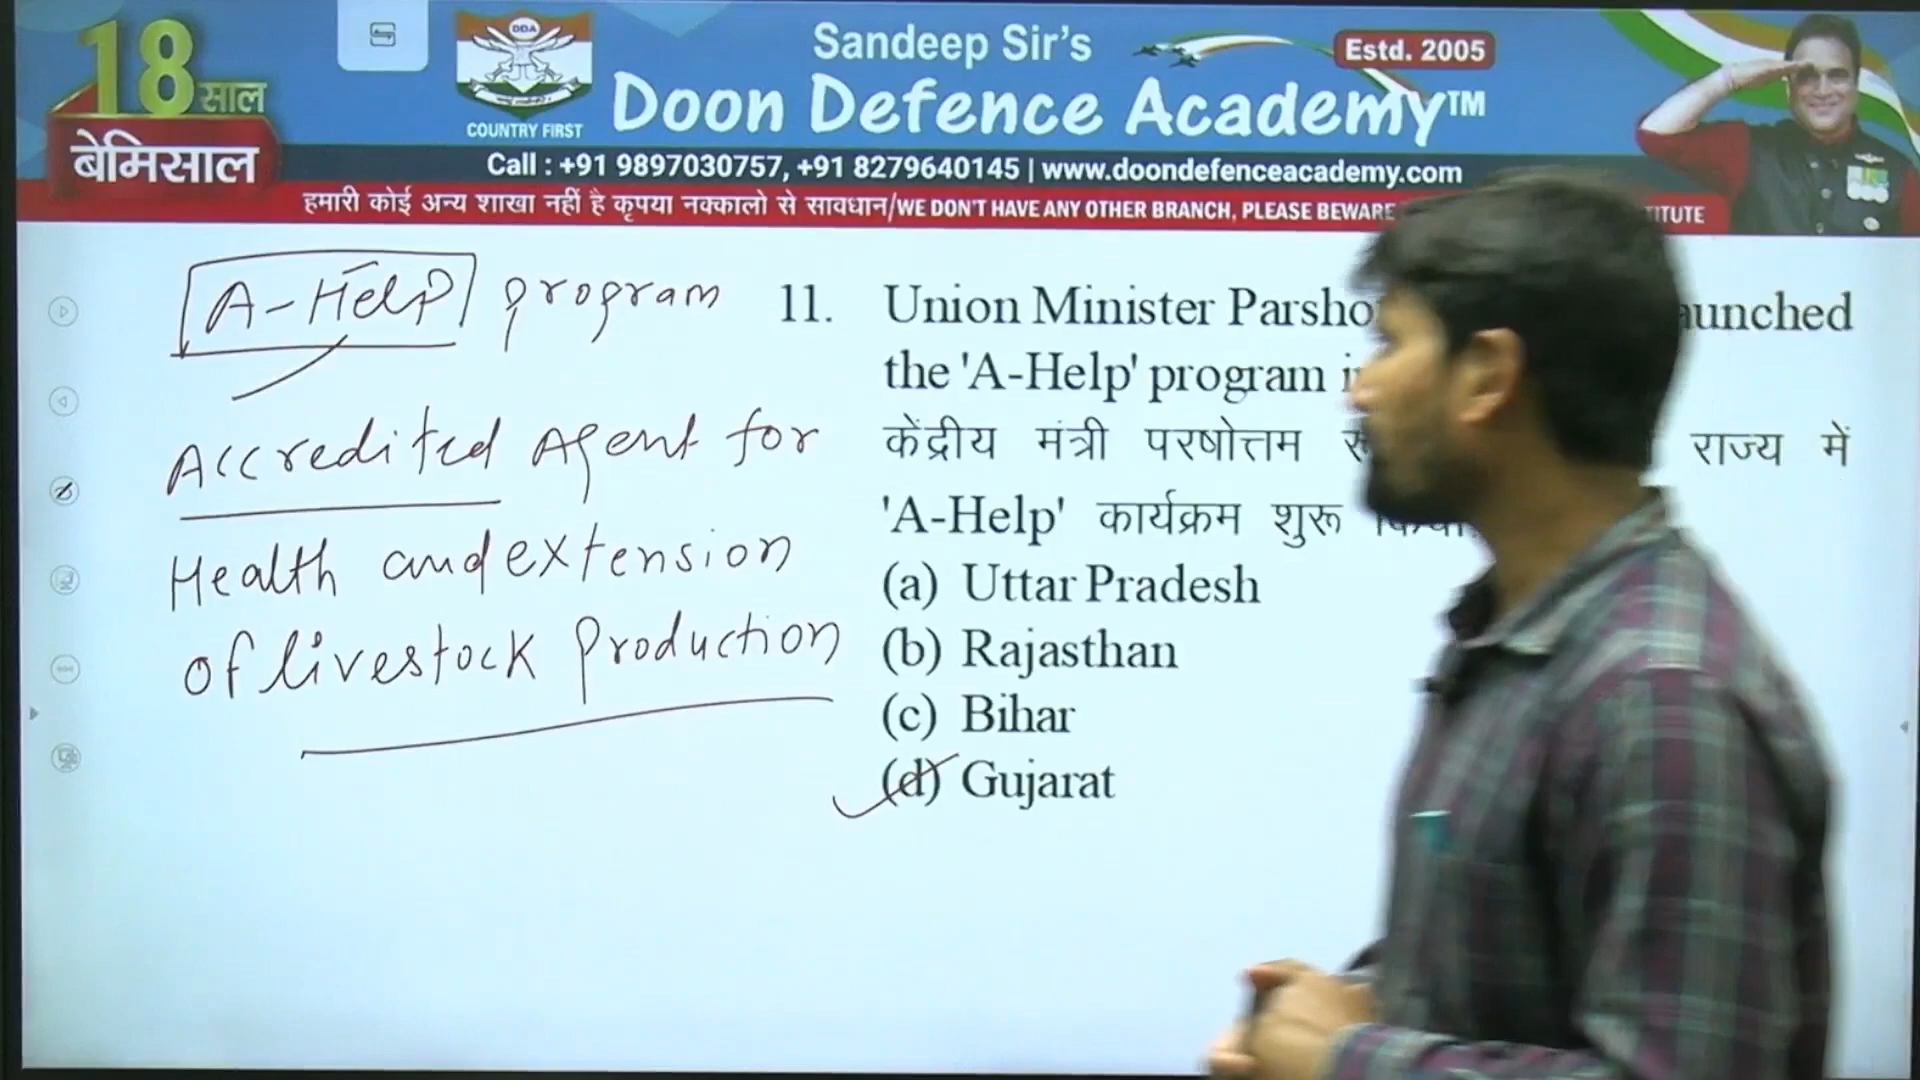 18 साल
बेमिसाल
DDA
COUNTRY FIRST
Sandeep Sir's
Estd. 2005
Doon Defence Academy™
Call : +91 9897030757, +91 8279640145 | www.doondefenceacademy.com
हमारी कोई अन्य शाखा नहीं है कृपया नक्कालो से सावधान/WE DON'T HAVE ANY OTHER BRANCH, PLEASE BEWARE
A-Help program
Accredited Agent for
Health and extension
of livestock production
11. Union Minister
the 'A-Help' program
केंद्रीय मंत्री परषोत्तम राज्य में
'A-Help' कार्यक्रम शुरू
(a) Uttar Pradesh
(b) Rajasthan
(c) Bihar
(d) Gujarat